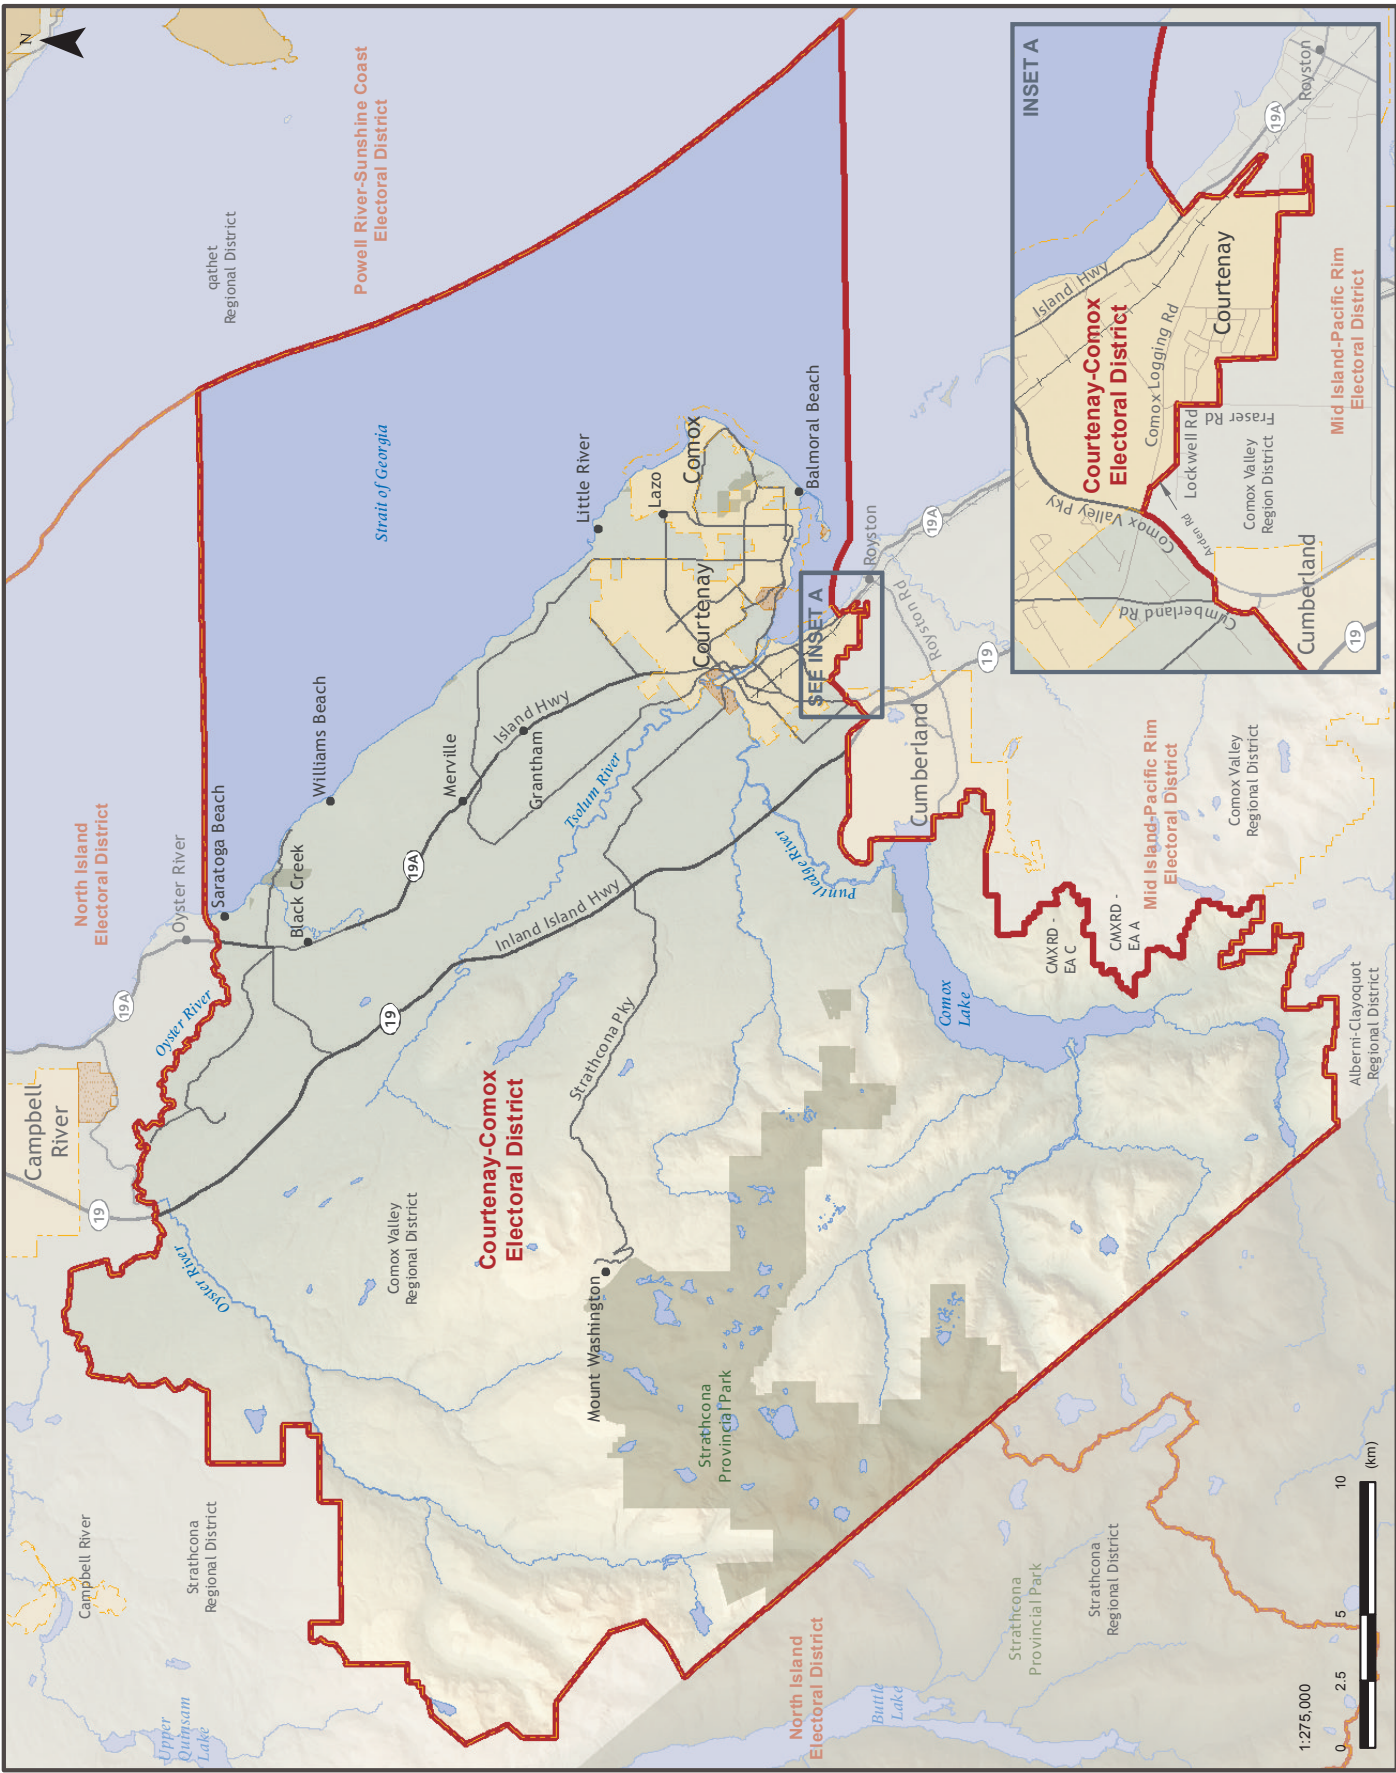 N
Campbell River
Upper
Quinsam
Lake
Strathcona
Regional District
Campbell
River
19
19A
North Island
Electoral District
Oyster River
Oyster River
Oyster River
Saratoga Beach
Black Creek
Williams Beach
qathet
Regional District
Powell River-Sunshine Coast
Electoral District
Strait of Georgia
Comox Valley
Regional District
Courtenay-Comox
Electoral District
19
19A
Merville
Island Hwy
Grantham
Inland Island Hwy
Tsolum River
Strathcona Pky
Mount Washington
Little River
Lazo
Comox
Courtenay
Balmoral Beach
Strathcona
Provincial Park
Puntledge River
SEE INSET A
Royston
19A
Royston Rd
19
Cumberland
Comox
Lake
CMXRD -
EA C
CMXRD -
EA A
Mid Island-Pacific Rim
Electoral District
Comox Valley
Regional District
Alberni-Clayoquot
Regional District
North Island
Electoral District
Buttle
Lake
Strathcona
Provincial Park
Strathcona
Regional District
1:275,000
0
2.5
5
10
(km)
INSET A
Royston
19A
Island Hwy
Courtenay-Comox
Electoral District
Comox Logging Rd
Courtenay
Comox Valley Pky
Lockwell Rd
Fraser Rd
Arden Rd
Cumberland Rd
Comox Valley
Region District
Mid Island-Pacific Rim
Electoral District
Cumberland
19